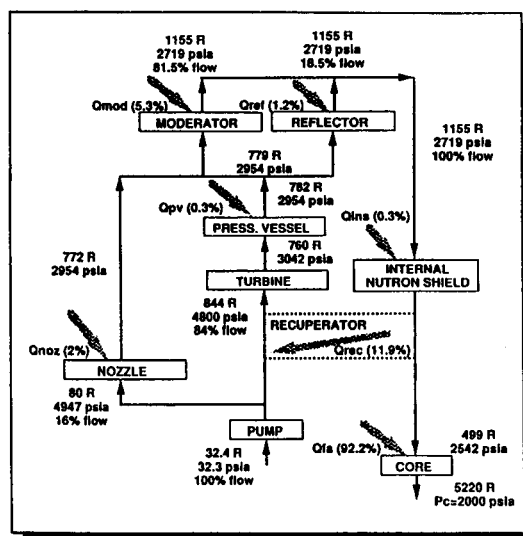 1155 R
2719 psia
81.5% flow
1155 R
2719 psia
18.5% flow
Qmod (5.3%)
MODERATOR
Qref (1.2%)
REFLECTOR
1155 R
2719 psia
100% flow
779 R
2954 psia
782 R
2954 psia
Qpv (0.3%)
PRESS. VESSEL
Qins (0.3%)
760 R
3042 psia
772 R
2954 psia
TURBINE
INTERNAL
NUTRON SHIELD
844 R
4800 psia
84% flow
RECUPERATOR
Qrec (11.9%)
Qnoz (2%)
NOZZLE
80 R
4947 psia
16% flow
PUMP
Qfa (92.2%)
499 R
2542 psia
CORE
32.4 R
32.3 psia
100% flow
5220 R
Pc=2000 psia